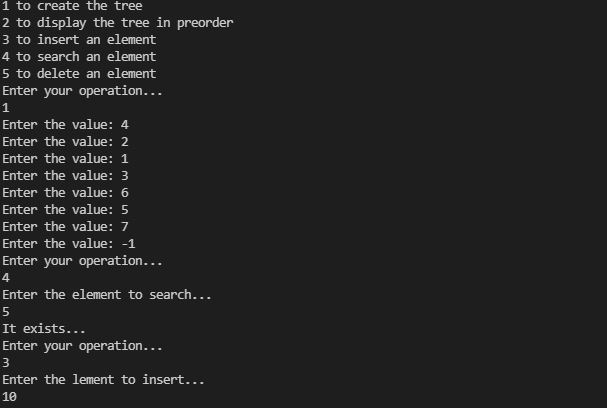 1 to create the tree
2 to display the tree in preorder
3 to insert an element
4 to search an element
5 to delete an element
Enter your operation...
1
Enter the value: 4
Enter the value: 2
Enter the value: 1
Enter the value: 3
Enter the value: 6
Enter the value: 5
Enter the value: 7
Enter the value: -1
Enter your operation...
4
Enter the element to search...
5
It exists...
Enter your operation...
3
Enter the lement to insert...
10